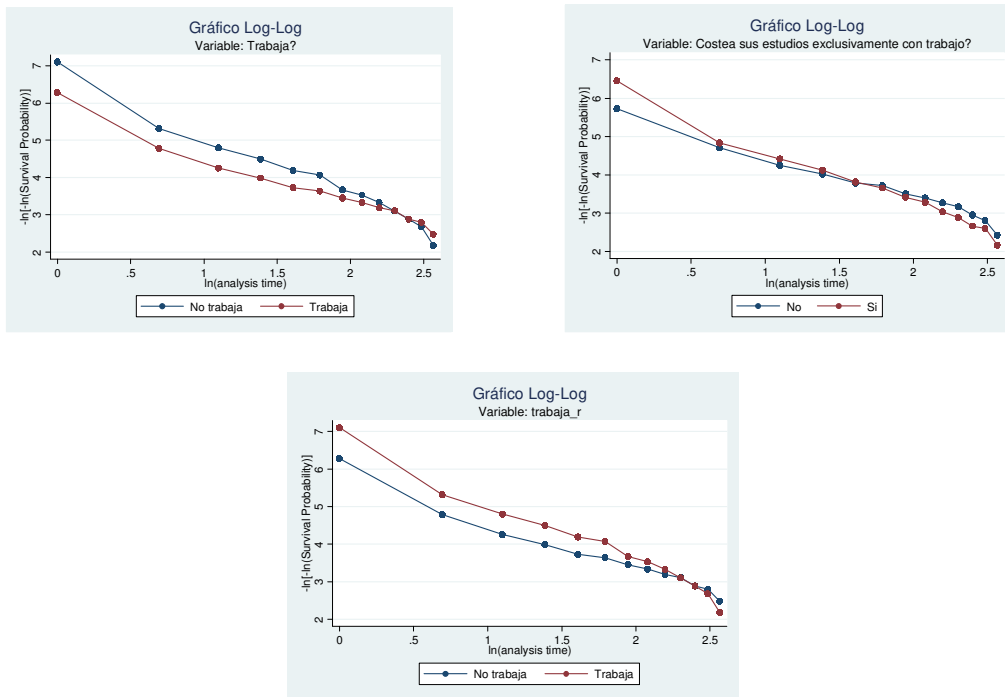 Gráfico Log-Log
Variable: Trabaja?
-ln[-ln(Survival Probability)]
7
6
5
4
3
2
0 .5 1 1.5 2 2.5
ln(analysis time)
No trabaja Trabaja
Gráfico Log-Log
Variable: Costea sus estudios exclusivamente con trabajo?
-ln[-ln(Survival Probability)]
7
6
5
4
3
2
0 .5 1 1.5 2 2.5
ln(analysis time)
No Si
Gráfico Log-Log
Variable: trabaja_r
-ln[-ln(Survival Probability)]
7
6
5
4
3
2
0 .5 1 1.5 2 2.5
ln(analysis time)
No trabaja Trabaja